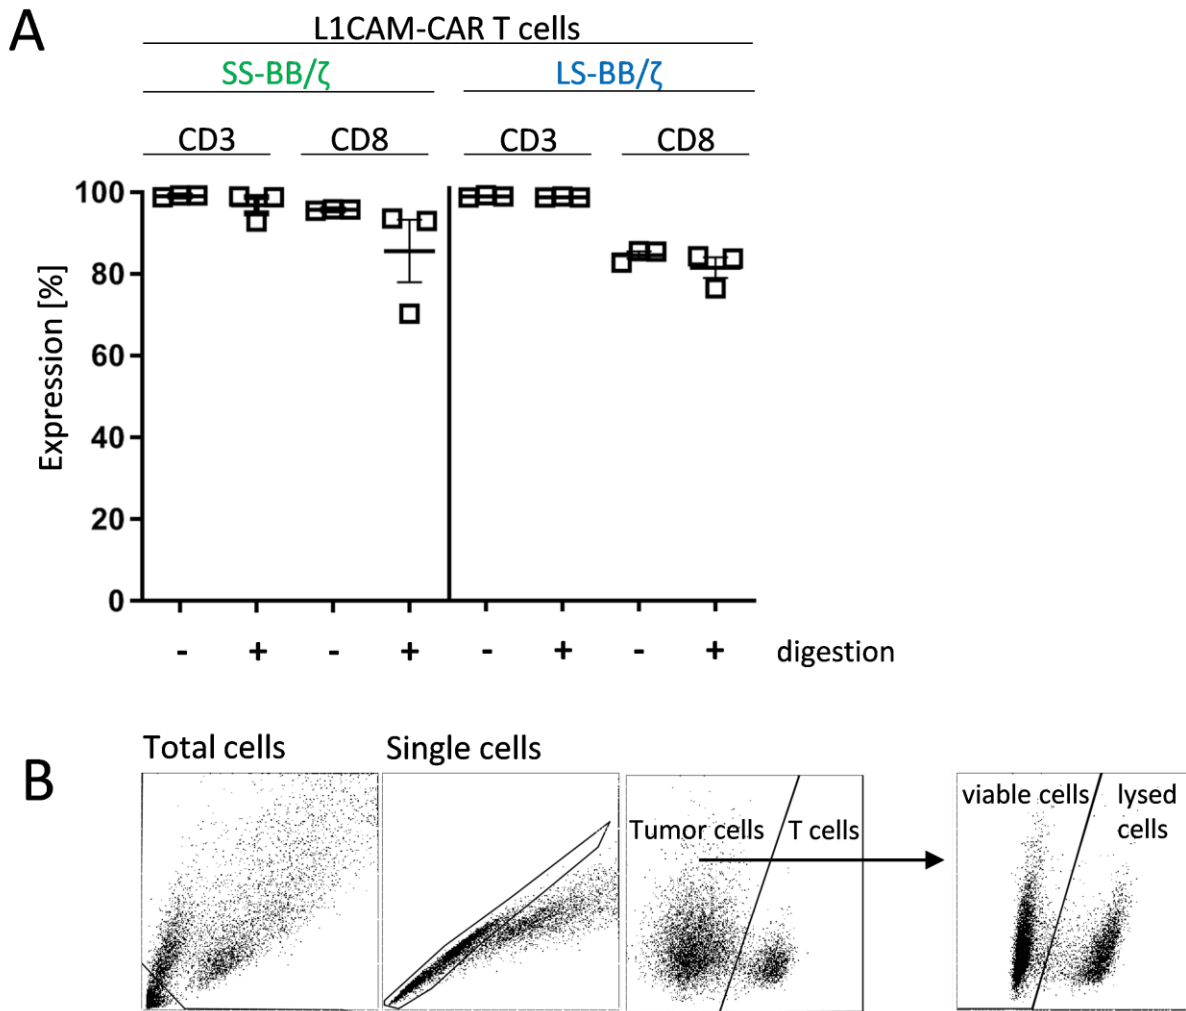 A
L1CAM-CAR T cells
SS-BB/ζ LS-BB/ζ
CD3 CD8 CD3 CD8
Expression [%]
100
80
60
40
20
0
- + - + - + - + digestion
B
Total cells Single cells
Tumor cells T cells viable cells lysed
cells